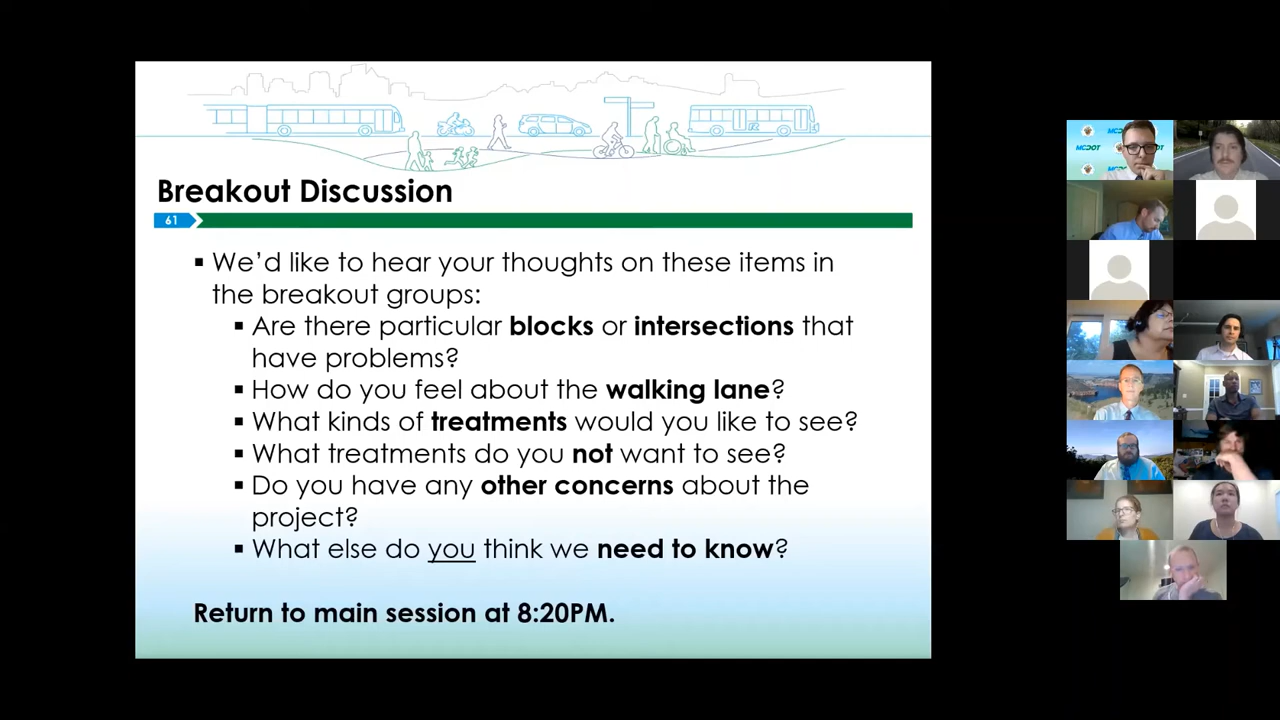 Breakout Discussion
61
▪ We’d like to hear your thoughts on these items in
the breakout groups:
▪ Are there particular blocks or intersections that
have problems?
▪ How do you feel about the walking lane?
▪ What kinds of treatments would you like to see?
▪ What treatments do you not want to see?
▪ Do you have any other concerns about the
project?
▪ What else do you think we need to know?
Return to main session at 8:20PM.